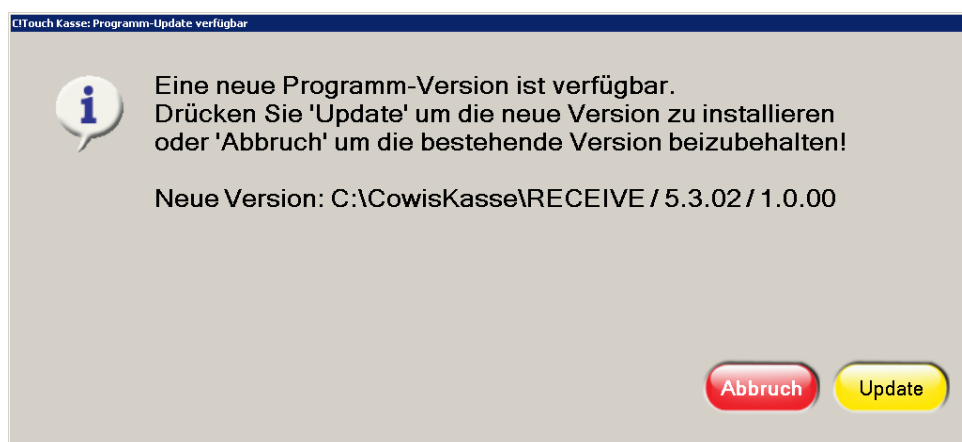 C!Touch Kasse: Programm-Update verfügbar
Eine neue Programm-Version ist verfügbar.
Drücken Sie 'Update' um die neue Version zu installieren
oder 'Abbruch' um die bestehende Version beizubehalten!
Neue Version: C:\CowisKasse\RECEIVE / 5.3.02 / 1.0.00
Abbruch
Update